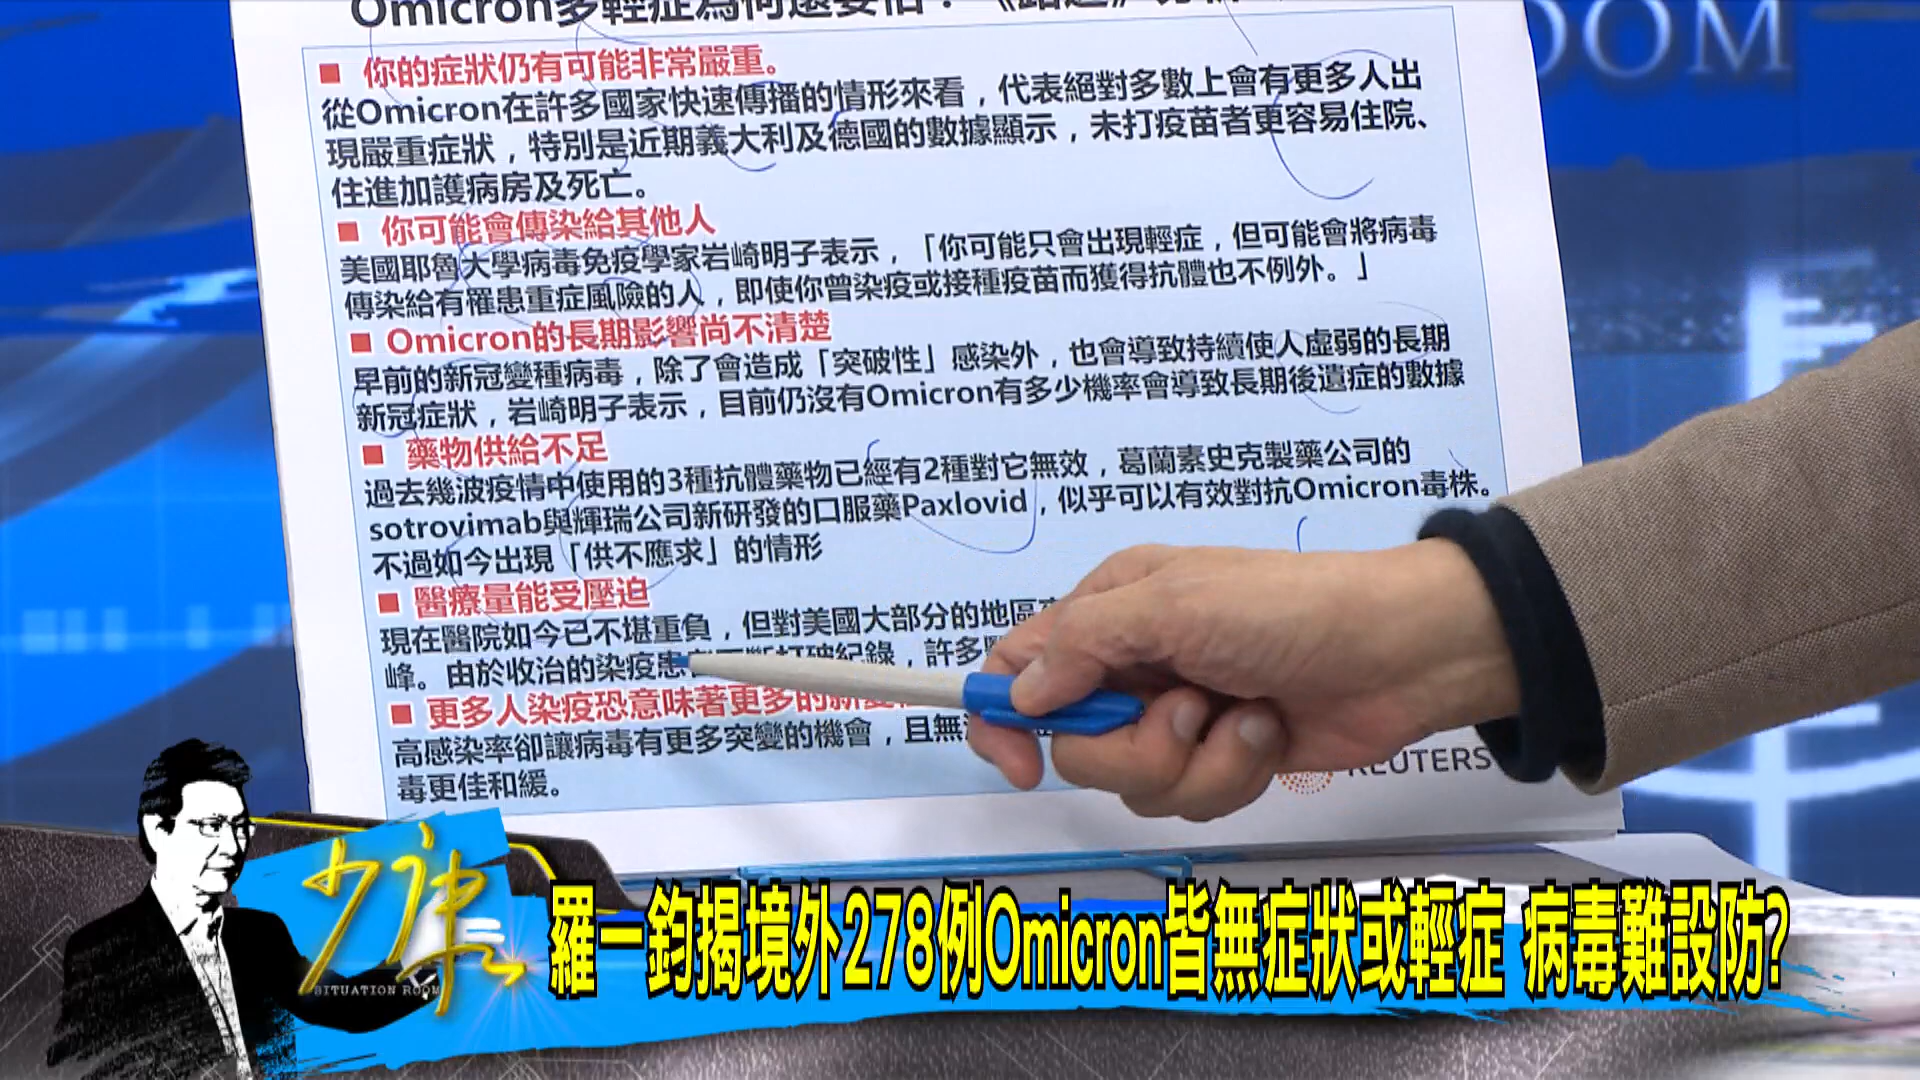 Omicron多輕症為何還要怕？《路透》分析
OOM
■ 你的症狀仍有可能非常嚴重。
從Omicron在許多國家快速傳播的情形來看，代表絕對多數上會有更多人出
現嚴重症狀，特別是近期義大利及德國的數據顯示，未打疫苗者更容易住院、
住進加護病房及死亡。
■ 你可能會傳染給其他人
美國耶魯大學病毒免疫學家岩崎明子表示，「你可能只會出現輕症，但可能會將病毒
傳染給有罹患重症風險的人，即使你曾染疫或接種疫苗而獲得抗體也不例外。」
■ Omicron的長期影響尚不清楚
早前的新冠變種病毒，除了會造成「突破性」感染外，也會導致持續使人虛弱的長期
新冠症狀，岩崎明子表示，目前仍沒有Omicron有多少機率會導致長期後遺症的數據
■ 藥物供給不足
過去幾波疫情中使用的3種抗體藥物已經有2種對它無效，葛蘭素史克製藥公司的
sotrovimab與輝瑞公司新研發的口服藥Paxlovid，似乎可以有效對抗Omicron毒株。
不過如今出現「供不應求」的情形
■ 醫療量能受壓迫
現在醫院如今已不堪重負，但對美國大部分的地區
峰。由於收治的染疫患者不斷打破紀錄，許多
■ 更多人染疫恐意味著更多的新變
高感染率卻讓病毒有更多突變的機會，且無
毒更佳和緩。
REUTERS
少康
SITUATION ROOM
羅一鈞揭境外278例Omicron皆無症狀或輕症 病毒難設防?